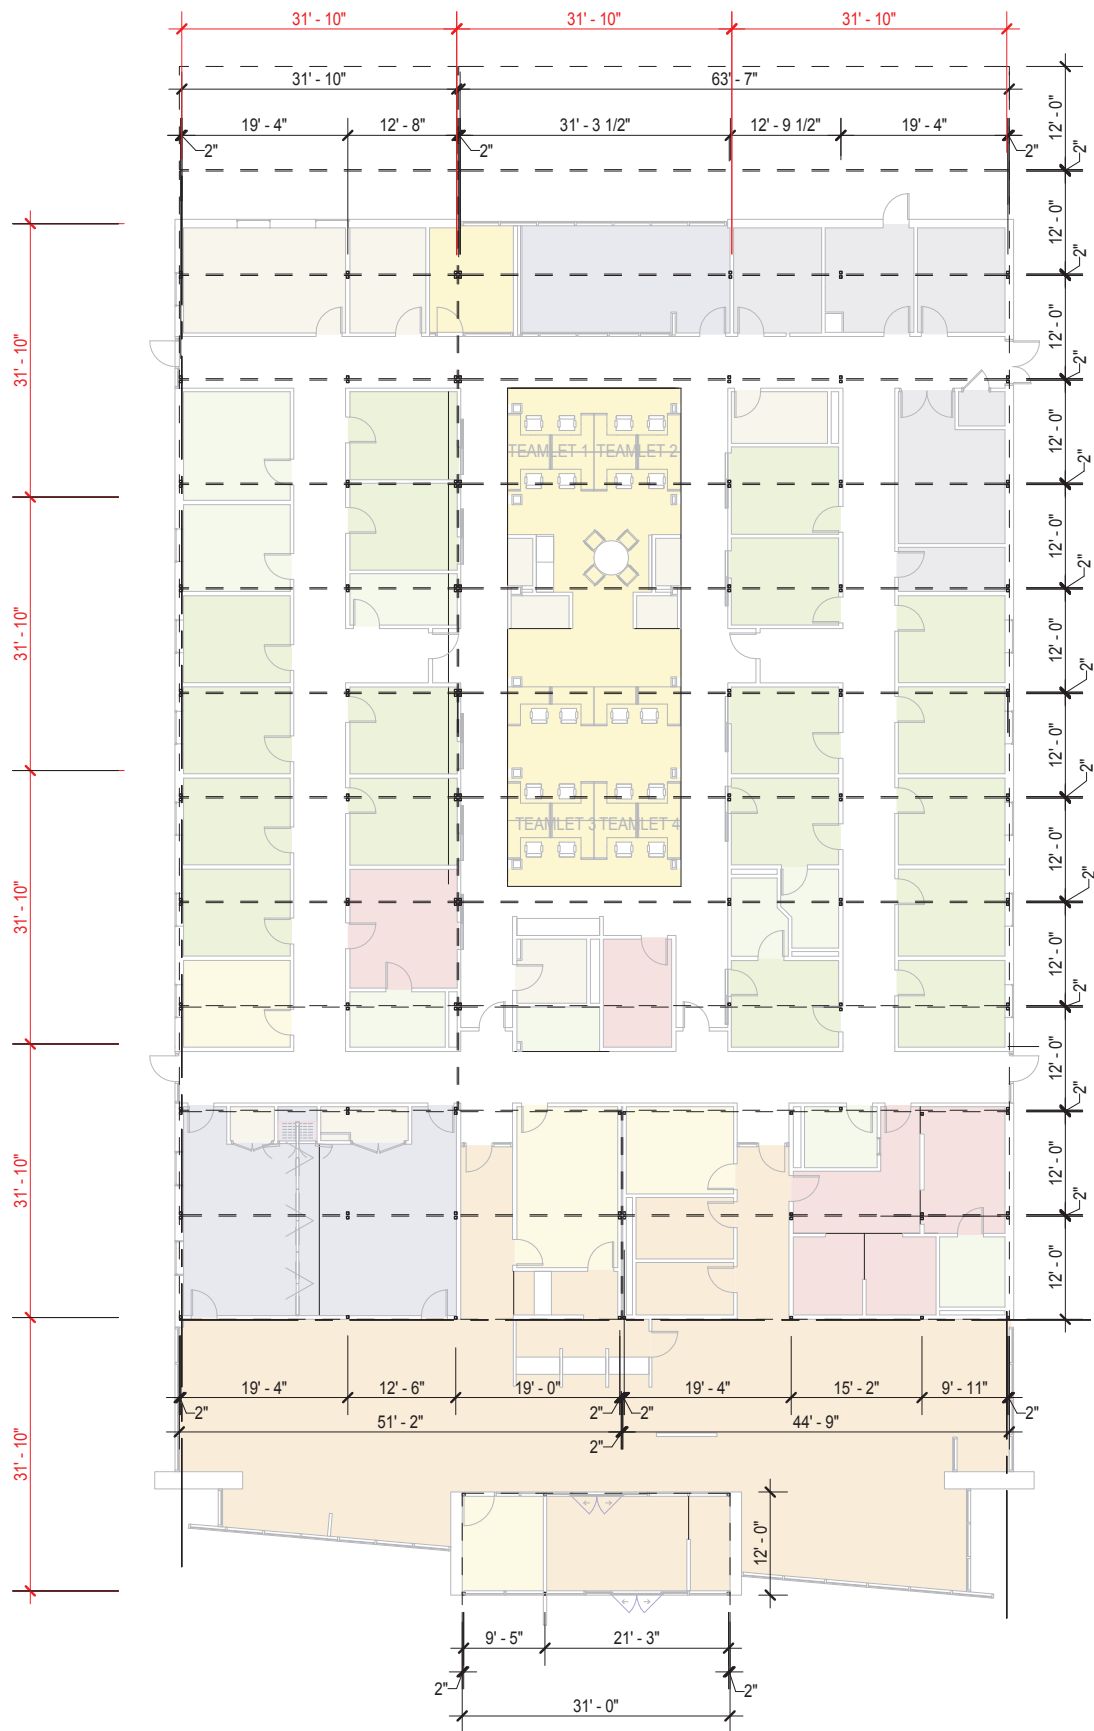 31' - 10" 31' - 10" 31' - 10"
31' - 10" 63' - 7"
19' - 4" 12' - 8" 31' - 3 1/2" 12' - 9 1/2" 19' - 4"
2" 2" 2"
12' - 0"
2"
12' - 0"
2"
12' - 0"
2"
12' - 0"
2"
12' - 0"
2"
12' - 0"
2"
12' - 0"
2"
12' - 0"
2"
12' - 0"
2"
12' - 0"
2"
12' - 0"
2"
12' - 0"
31' - 10"
31' - 10"
31' - 10"
31' - 10"
31' - 10"
TEAMLET 1 TEAMLET 2
TEAMLET 3 TEAMLET 4
19' - 4" 12' - 6" 19' - 0" 19' - 4" 15' - 2" 9' - 11"
2" 2" 2" 2"
51' - 2" 44' - 9"
2"
12' - 0"
9' - 5" 21' - 3"
2" 2"
31' - 0"